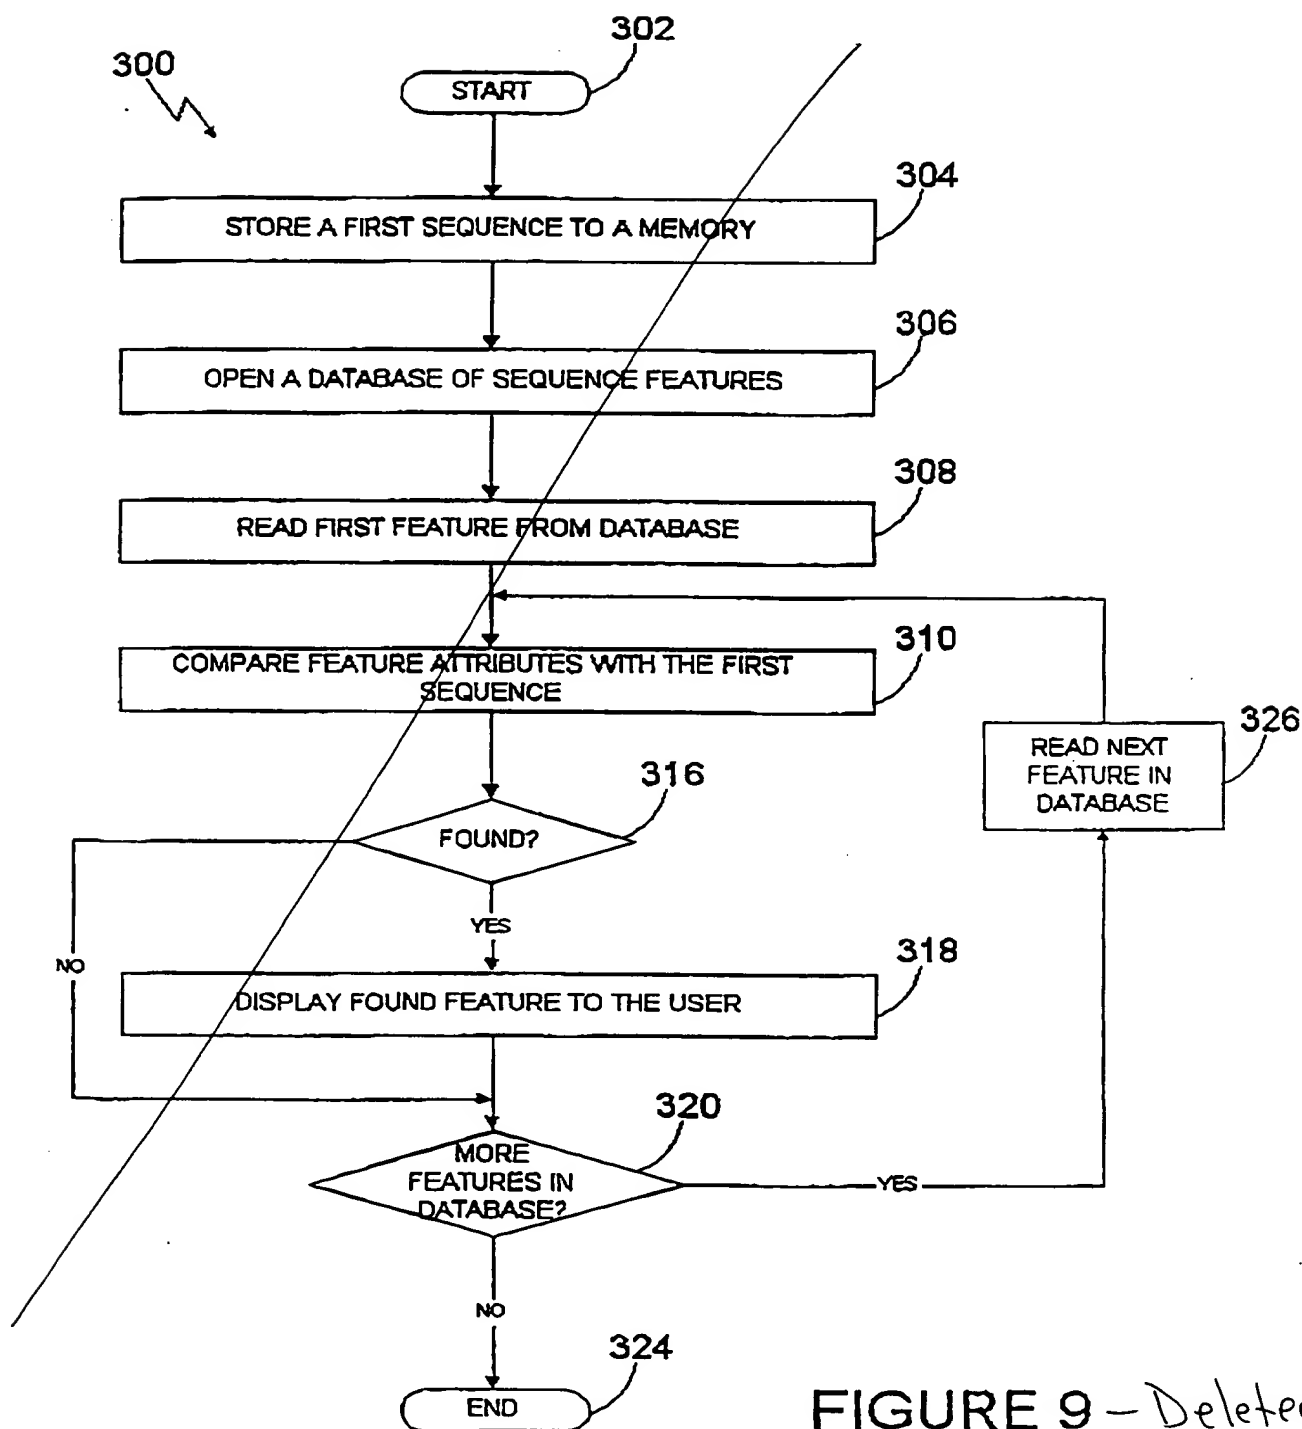 302
300
START
304
STORE A FIRST SEQUENCE TO A MEMORY
306
OPEN A DATABASE OF SEQUENCE FEATURES
308
READ FIRST FEATURE FROM DATABASE
310
COMPARE FEATURE ATTRIBUTES WITH THE FIRST
SEQUENCE
326
READ NEXT
FEATURE IN
DATABASE
316
FOUND?
YES
NO
318
DISPLAY FOUND FEATURE TO THE USER
320
MORE
FEATURES IN
DATABASE?
YES
NO
324
END
FIGURE 9 -